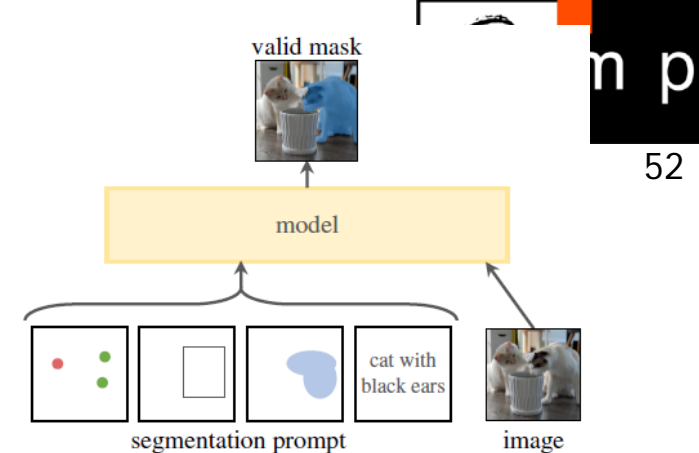 m p
52
valid mask
model
cat with
black ears
segmentation prompt
image